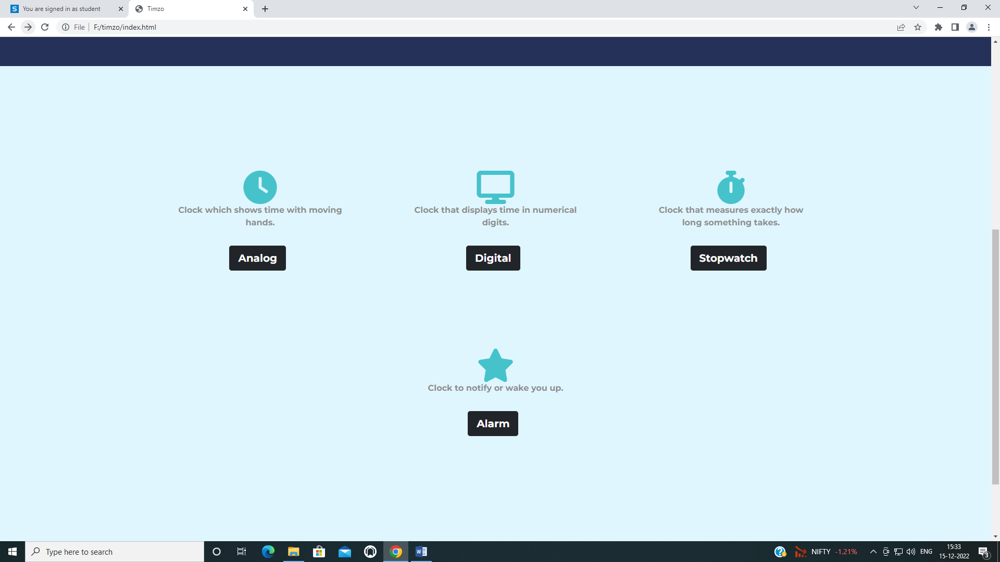 You are signed in as student
Timzo
File F:/timzo/index.html
Clock which shows time with moving
hands.
Analog
Clock that displays time in numerical
digits.
Digital
Clock that measures exactly how
long something takes.
Stopwatch
Clock to notify or wake you up.
Alarm
Type here to search
NIFTY -1.21%
ENG
15:33
15-12-2022
3